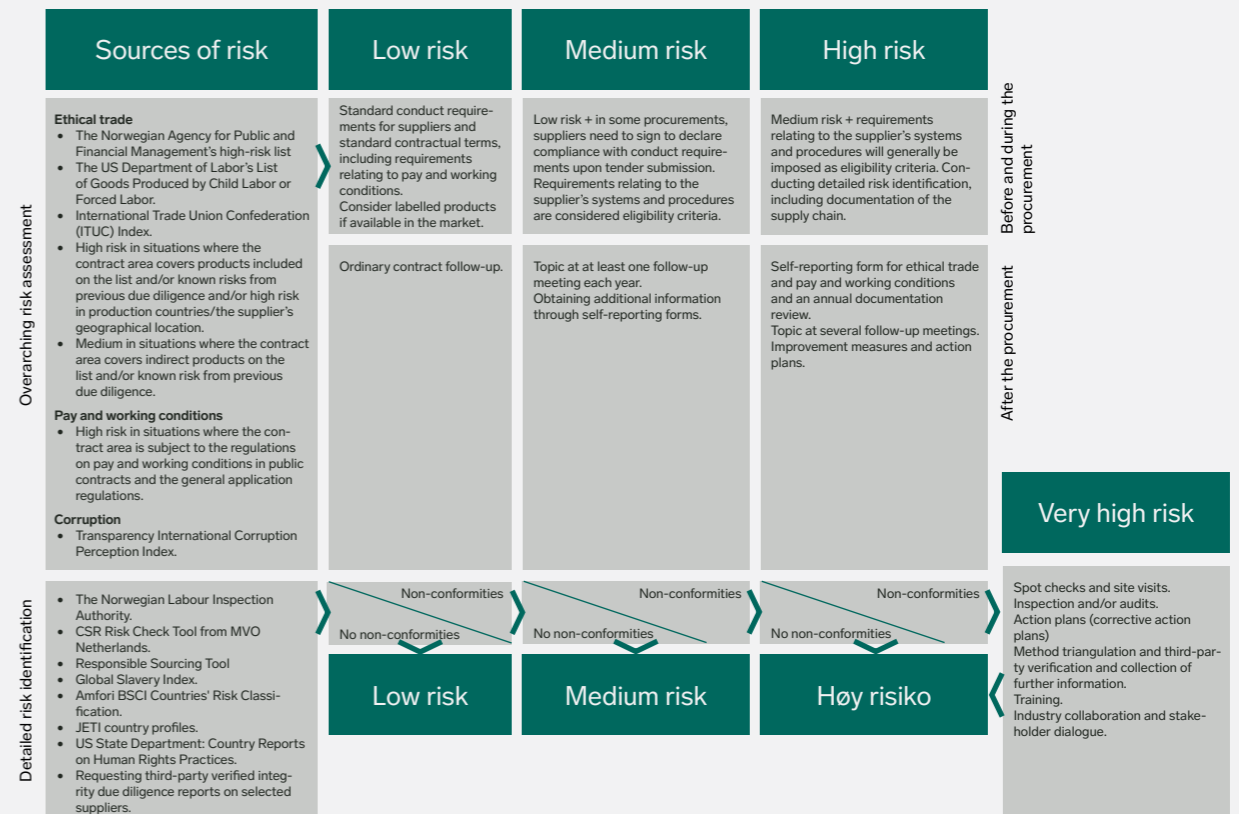 Sources of risk
Low risk
Medium risk
High risk
Overarching risk assessment
Ethical trade
• The Norwegian Agency for Public and
Financial Management's high-risk list
• The US Department of Labor's List
of Goods Produced by Child Labor or
Forced Labor.
• International Trade Union Confederation
(ITUC) Index.
• High risk in situations where the
contract area covers products included
on the list and/or known risks from
previous due diligence and/or high risk
in production countries/the supplier's
geographical location.
• Medium in situations where the contract
area covers indirect products on the
list and/or known risk from previous
due diligence.
Pay and working conditions
• High risk in situations where the con-
tract area is subject to the regulations
on pay and working conditions in public
contracts and the general application
regulations.
Corruption
• Transparency International Corruption
Perception Index.
Standard conduct require-
ments for suppliers and
standard contractual terms,
including requirements
relating to pay and working
conditions.
Consider labelled products
if available in the market.
Low risk + in some procurements,
suppliers need to sign to declare
compliance with conduct require-
ments upon tender submission.
Requirements relating to the
supplier's systems and procedures
are considered eligibility criteria.
Medium risk + requirements
relating to the supplier's systems
and procedures will generally be
imposed as eligibility criteria. Con-
ducting detailed risk identification,
including documentation of the
supply chain.
Before and during the
procurement
Ordinary contract follow-up.
Topic at at least one follow-up
meeting each year.
Obtaining additional information
through self-reporting forms.
Self-reporting form for ethical trade
and pay and working conditions
and an annual documentation
review.
Topic at several follow-up meetings.
Improvement measures and action
plans.
After the procurement
Very high risk
Detailed risk identification
• The Norwegian Labour Inspection
Authority.
• CSR Risk Check Tool from MVO
Netherlands.
• Responsible Sourcing Tool
• Global Slavery Index.
• Amfori BSCI Countries' Risk Classi-
fication.
• JETI country profiles.
• US State Department: Country Reports
on Human Rights Practices.
• Requesting third-party verified integ-
rity due diligence reports on selected
suppliers.
Non-conformities
No non-conformities
Non-conformities
No non-conformities
Non-conformities
No non-conformities
Low risk
Medium risk
Høy risiko
Spot checks and site visits.
Inspection and/or audits.
Action plans (corrective action
plans)
Method triangulation and third-par-
ty verification and collection of
further information.
Training.
Industry collaboration and stake-
holder dialogue.